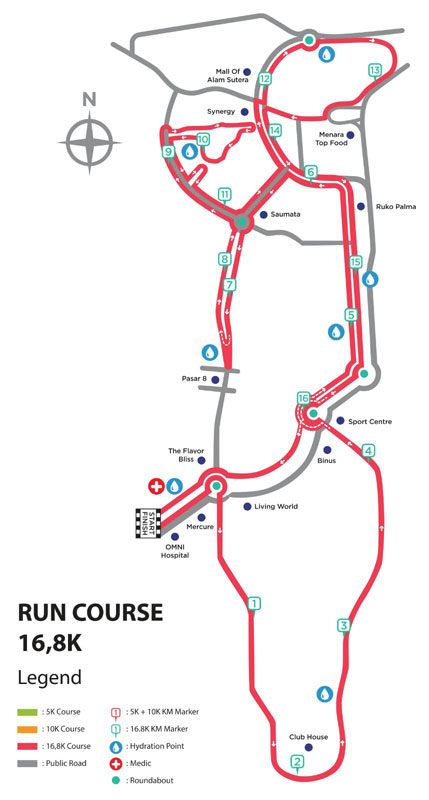 N
Mall Of
Alam Sutera
12
13
Synergy
14
Menara
Top Food
10
9
6
11
Ruko Palma
Saumata
8
15
7
5
Pasar 8
16
Sport Centre
4
The Flavor
Bliss
Binus
Living World
START
FINISH
Mercure
OMNI
Hospital
1
RUN COURSE
16,8K
3
Legend
: 5K Course
: 10K Course
: 16,8K Course
: Public Road
1 : 5K + 10K KM Marker
1 : 16.8K KM Marker
: Hydration Point
: Medic
: Roundabout
Club House
2